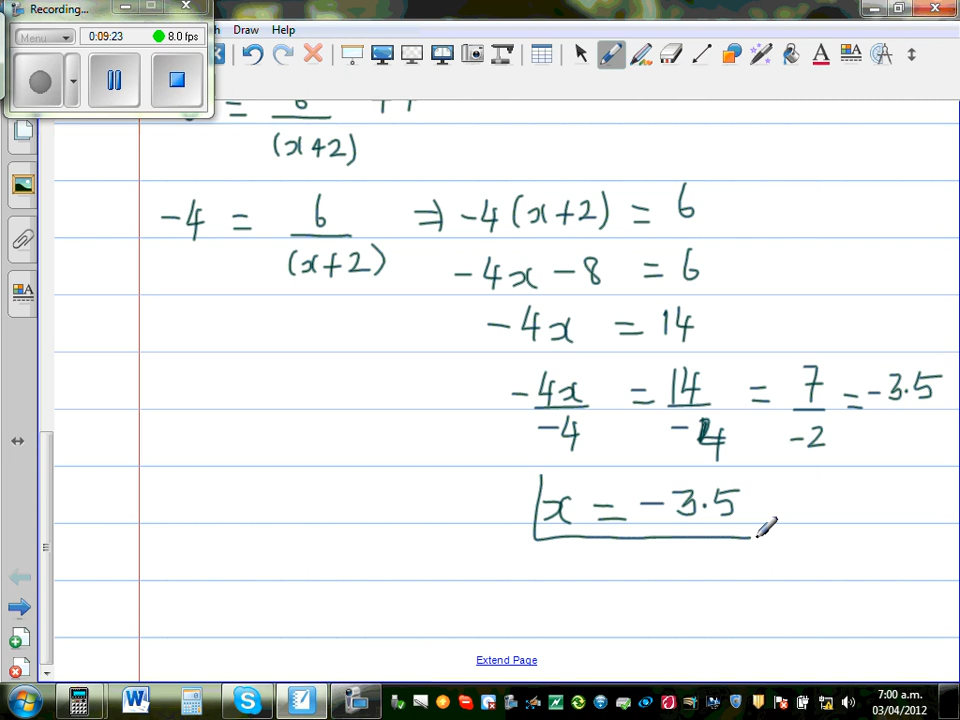 Recording...
Menu 0:09:23 8.0 fps
Draw Help
=
(x+2)
-4 = 6/(x+2) ⇒ -4(x+2) = 6
-4x - 8 = 6
-4x = 14
-4x/-4 = 14/-4 = 7/-2 = -3.5
x = -3.5
Extend Page
7:00 a.m.
03/04/2012